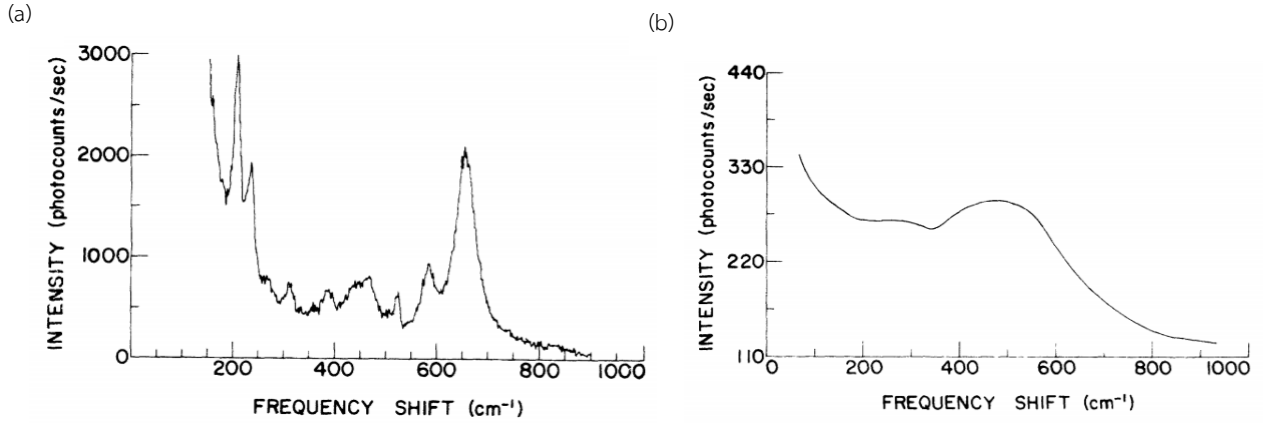 (a)
3000
2000
1000
0
200 400 600 800 1000
FREQUENCY SHIFT (cm⁻¹)
INTENSITY (photocounts/sec)
(b)
440
330
220
110
0 200 400 600 800 1000
FREQUENCY SHIFT (cm⁻¹)
INTENSITY (photocounts/sec)